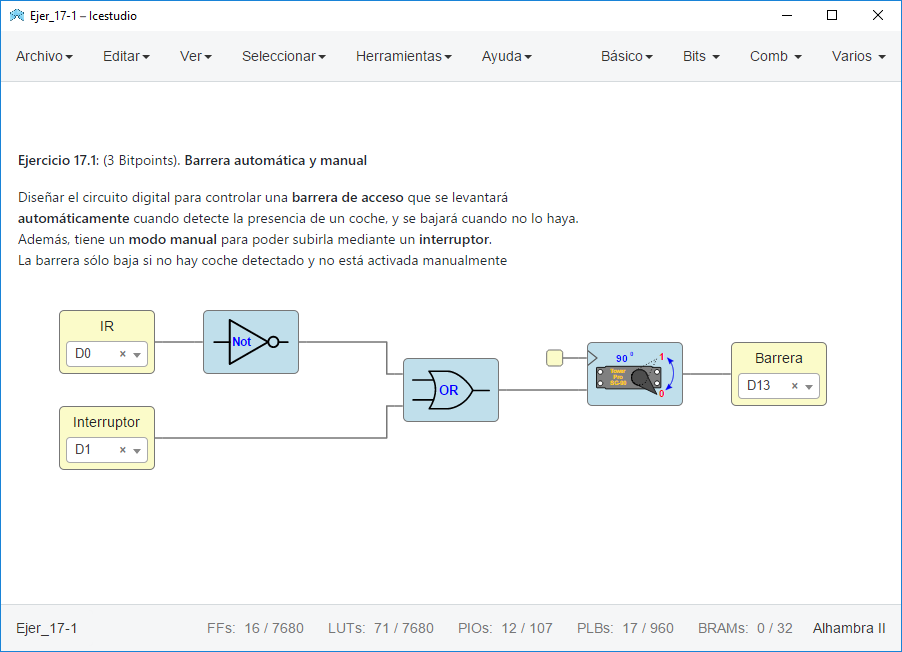 Ejer_17-1 – Icestudio
Archivo Editar Ver Seleccionar Herramientas Ayuda Básico Bits Comb Varios
Ejercicio 17.1: (3 Bitpoints). Barrera automática y manual
Diseñar el circuito digital para controlar una barrera de acceso que se levantará
automáticamente cuando detecte la presencia de un coche, y se bajará cuando no lo haya.
Además, tiene un modo manual para poder subirla mediante un interruptor.
La barrera sólo baja si no hay coche detectado y no está activada manualmente
IR
D0 ×
Not
Interruptor
D1 ×
OR
90 º
1
Tower
Pro
SG-90
0
Barrera
D13 ×
Ejer_17-1 FFs: 16 / 7680 LUTs: 71 / 7680 PIOs: 12 / 107 PLBs: 17 / 960 BRAMs: 0 / 32 Alhambra II